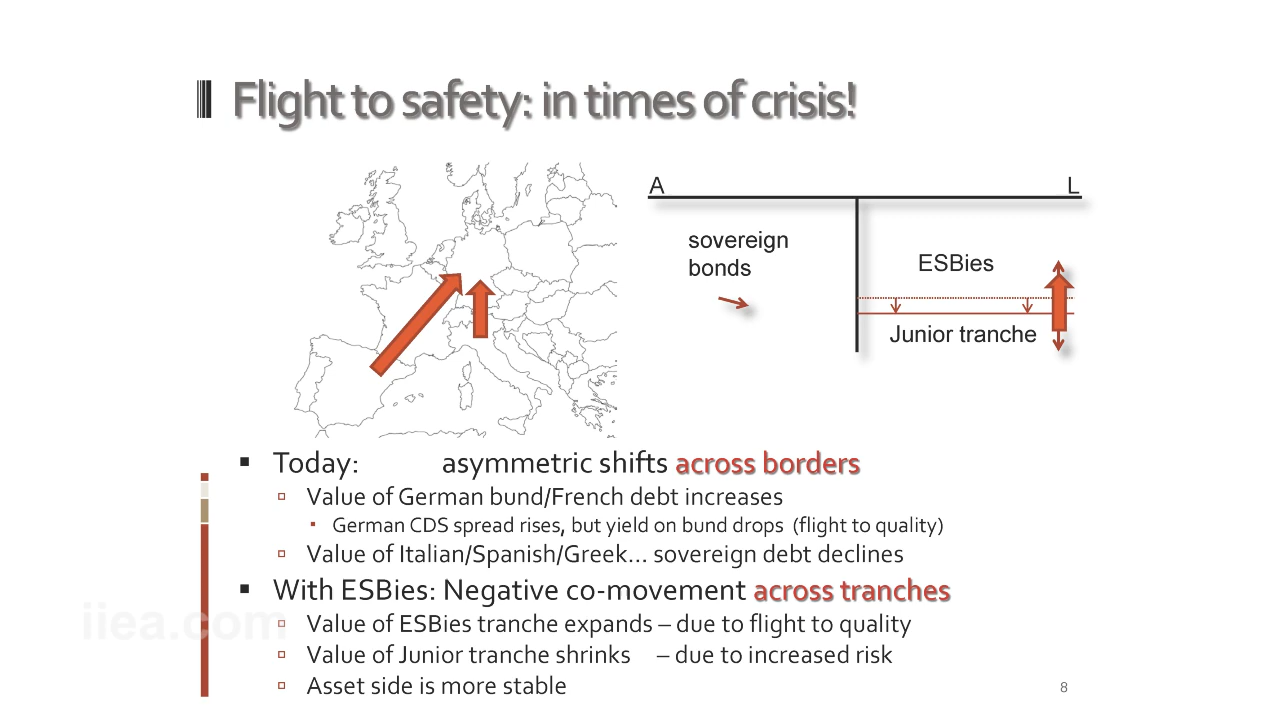 Flight to safety: in times of crisis!
A
L
sovereign
bonds
ESBies
Junior tranche
Today: asymmetric shifts across borders
Value of German bund/French debt increases
German CDS spread rises, but yield on bund drops (flight to quality)
Value of Italian/Spanish/Greek... sovereign debt declines
With ESBies: Negative co-movement across tranches
Value of ESBies tranche expands – due to flight to quality
Value of Junior tranche shrinks – due to increased risk
Asset side is more stable
iiea.com
8